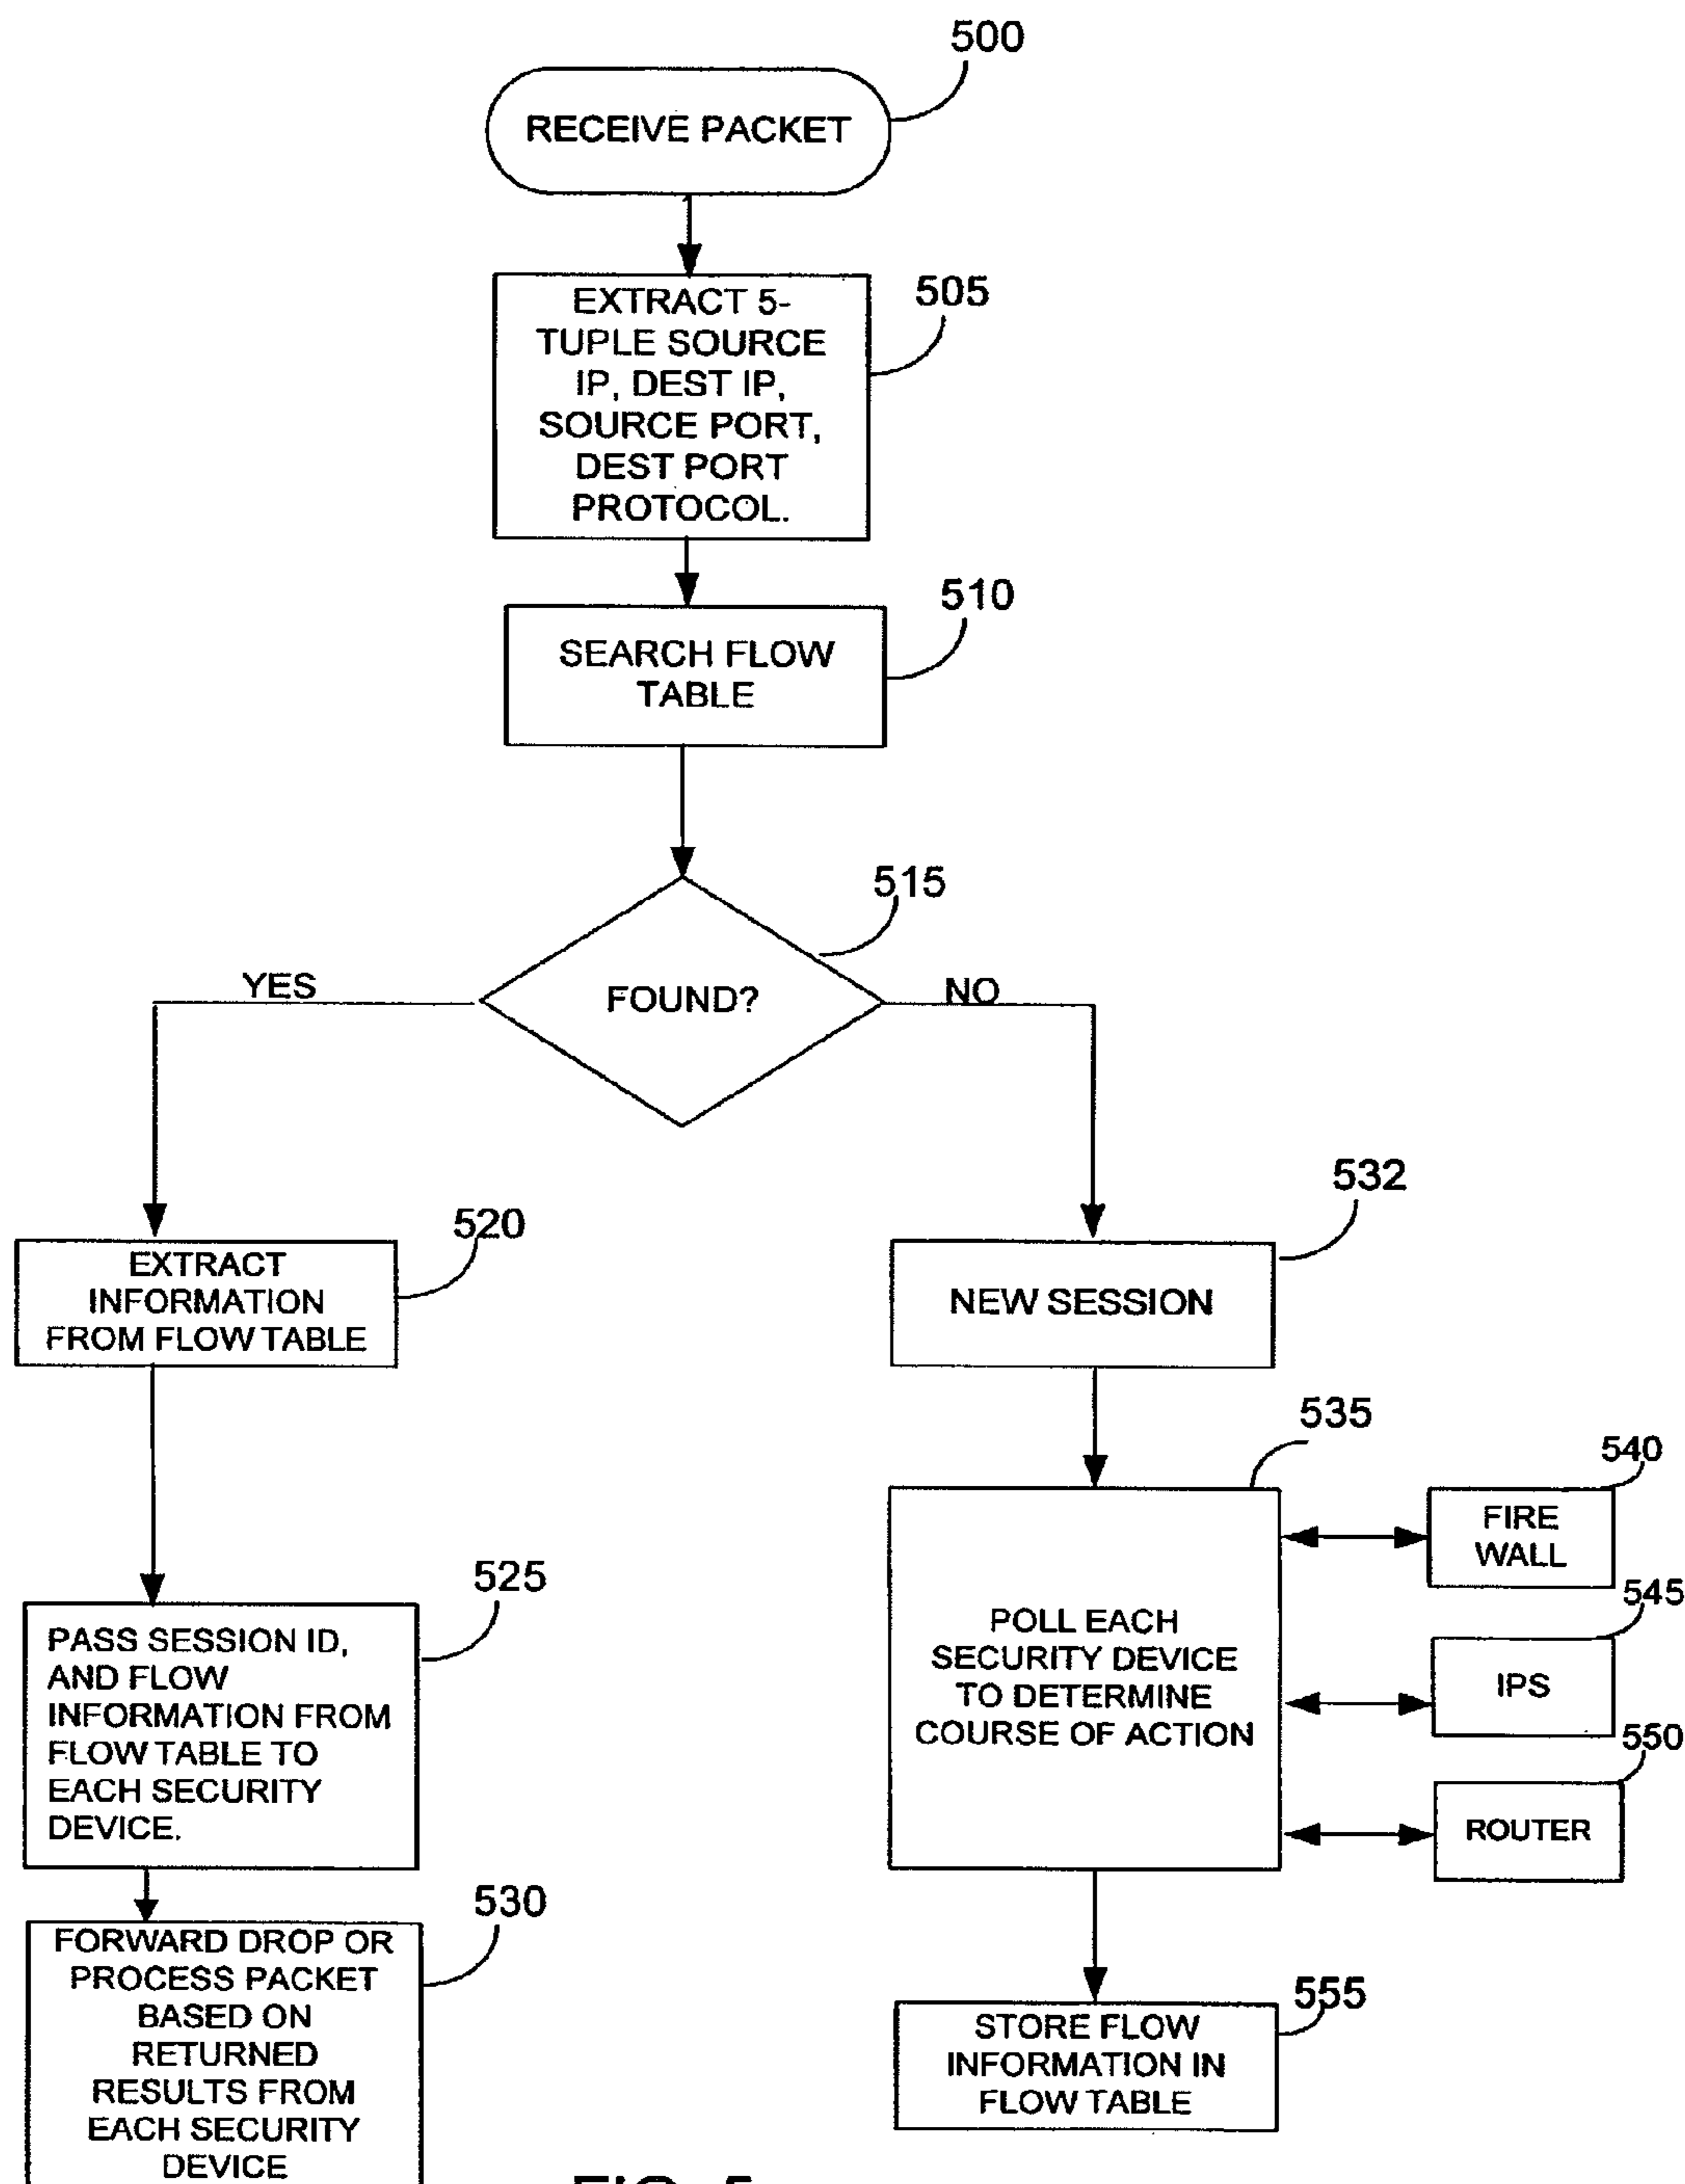 500
RECEIVE PACKET
505
EXTRACT 5-
TUPLE SOURCE
IP, DEST IP,
SOURCE PORT,
DEST PORT
PROTOCOL.
510
SEARCH FLOW
TABLE
515
YES
FOUND?
NO
520
EXTRACT
INFORMATION
FROM FLOW TABLE
532
NEW SESSION
525
PASS SESSION ID,
AND FLOW
INFORMATION FROM
FLOW TABLE TO
EACH SECURITY
DEVICE.
535
POLL EACH
SECURITY DEVICE
TO DETERMINE
COURSE OF ACTION
540
FIRE
WALL
545
IPS
550
ROUTER
530
FORWARD DROP OR
PROCESS PACKET
BASED ON
RETURNED
RESULTS FROM
EACH SECURITY
DEVICE
555
STORE FLOW
INFORMATION IN
FLOW TABLE
FIG. 5